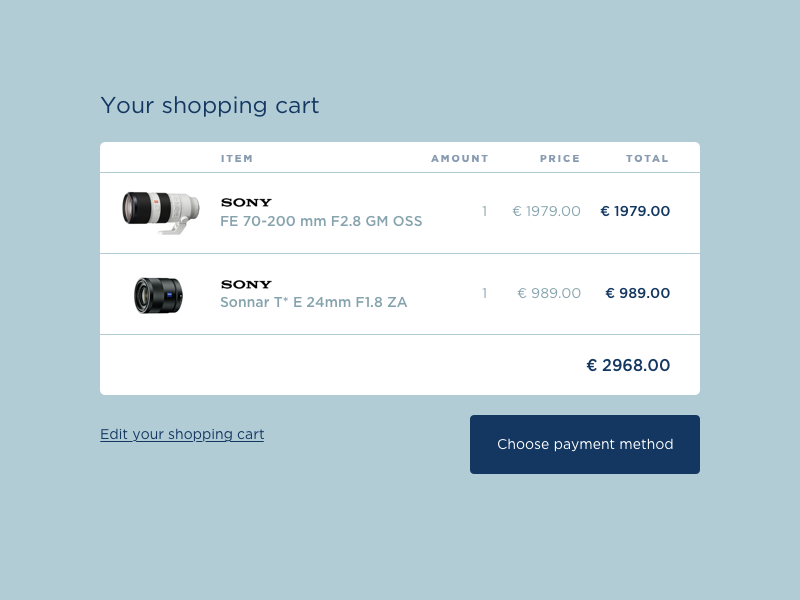 Your shopping cart
ITEM AMOUNT PRICE TOTAL
SONY
FE 70-200 mm F2.8 GM OSS 1 € 1979.00 € 1979.00
SONY
Sonnar T* E 24mm F1.8 ZA 1 € 989.00 € 989.00
€ 2968.00
Edit your shopping cart
Choose payment method